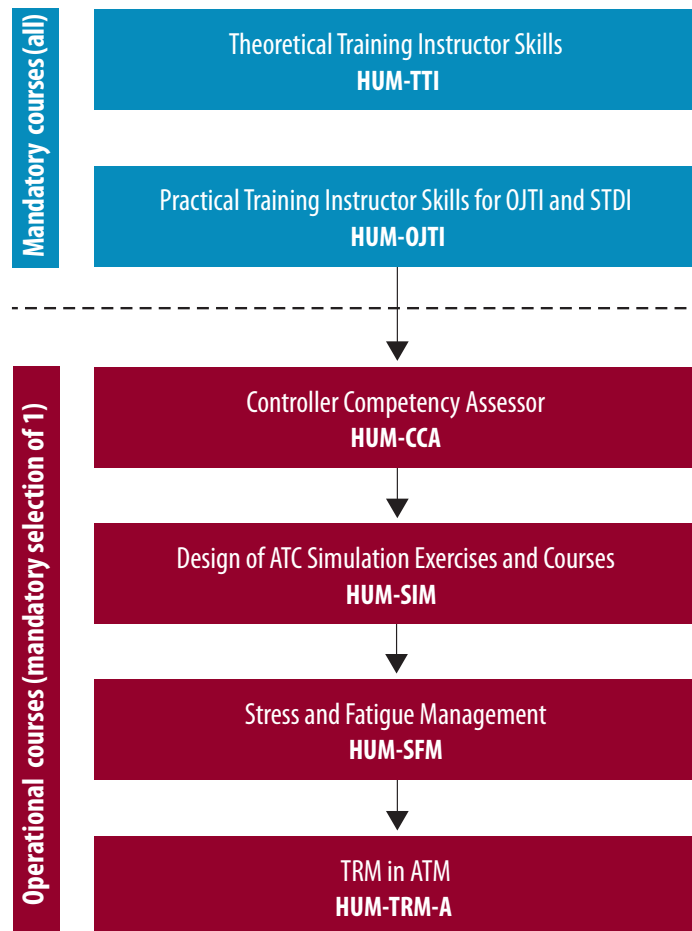 Mandatory courses (all)
Theoretical Training Instructor Skills
HUM-TTI
Practical Training Instructor Skills for OJTI and STDI
HUM-OJTI
Operational courses (mandatory selection of 1)
Controller Competency Assessor
HUM-CCA
Design of ATC Simulation Exercises and Courses
HUM-SIM
Stress and Fatigue Management
HUM-SFM
TRM in ATM
HUM-TRM-A